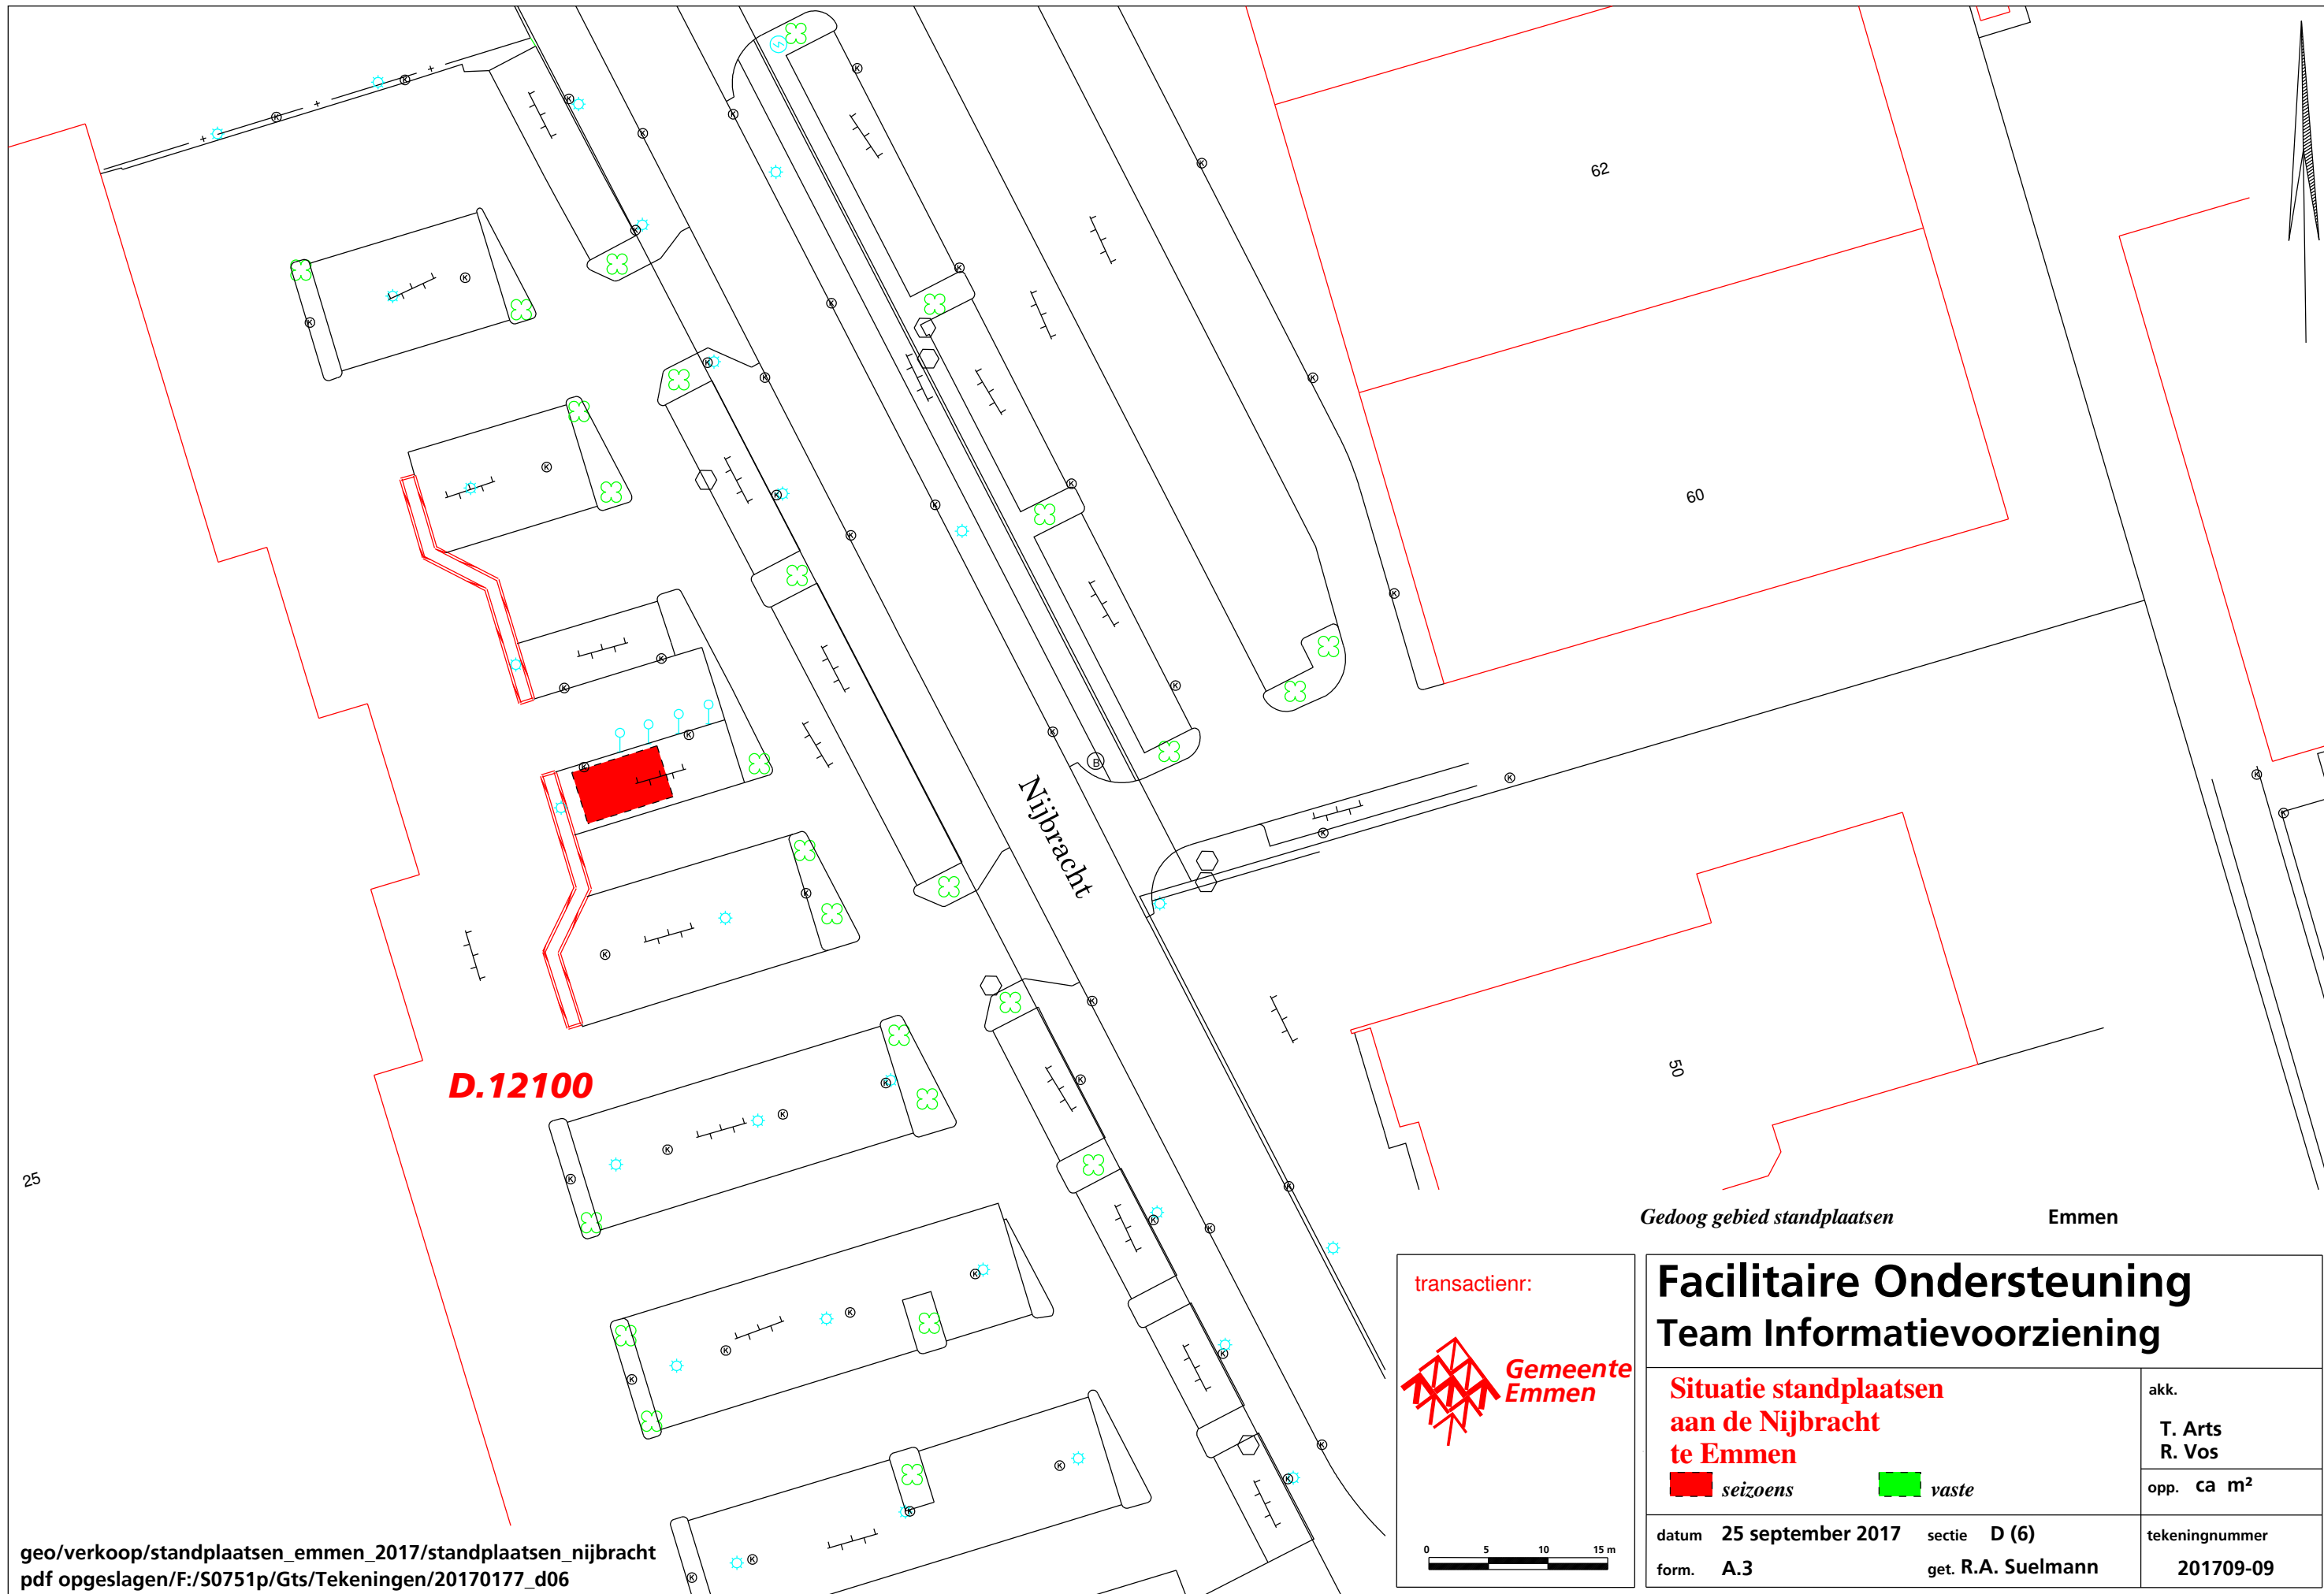 62
60
Nijbracht
B
50
D.12100
25
Gedoog gebied standplaatsen Emmen
transactienr:
Gemeente
Emmen
0 5 10 15 m
Facilitaire Ondersteuning
Team Informatievoorziening
Situatie standplaatsen
aan de Nijbracht
te Emmen
seizoens vaste
akk.
T. Arts
R. Vos
opp. ca m²
datum 25 september 2017 sectie D (6)
form. A.3 get. R.A. Suelmann
tekeningnummer
201709-09
geo/verkoop/standplaatsen_emmen_2017/standplaatsen_nijbracht
pdf opgeslagen/F:/S0751p/Gts/Tekeningen/20170177_d06